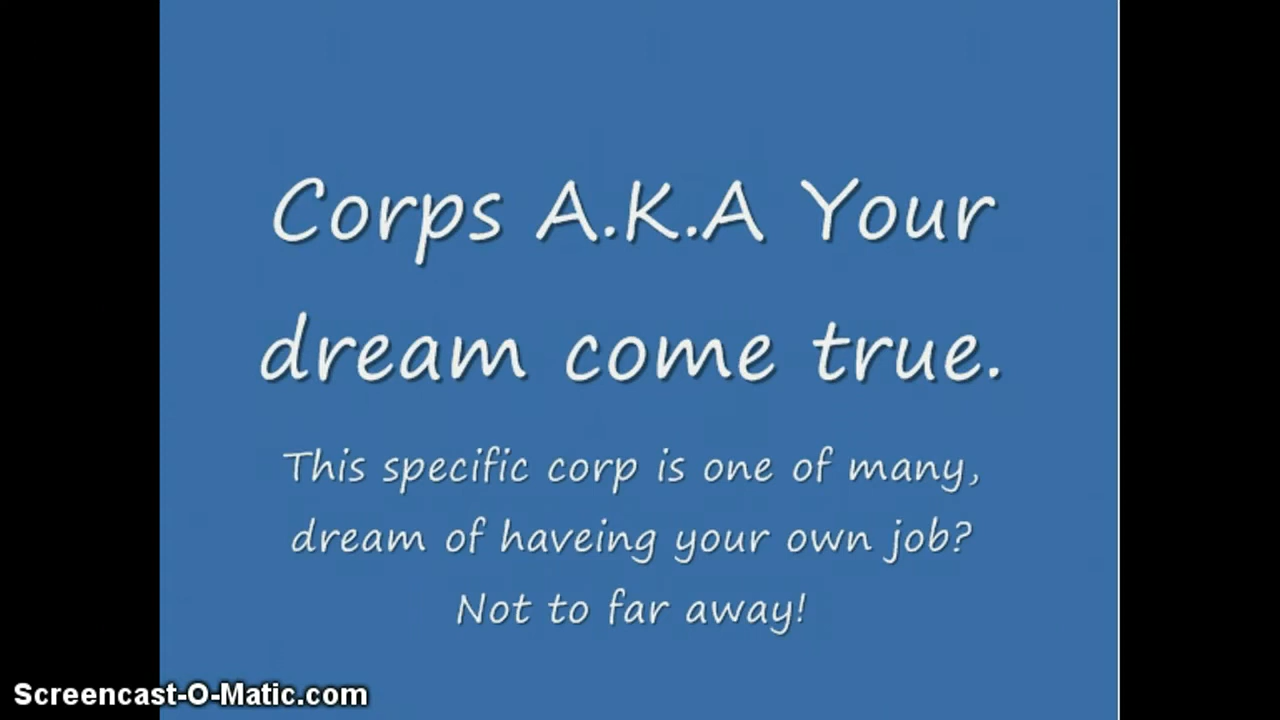 Corps A.K.A Your
dream come true.
This specific corp is one of many,
dream of haveing your own job?
Not to far away!
Screencast-O-Matic.com